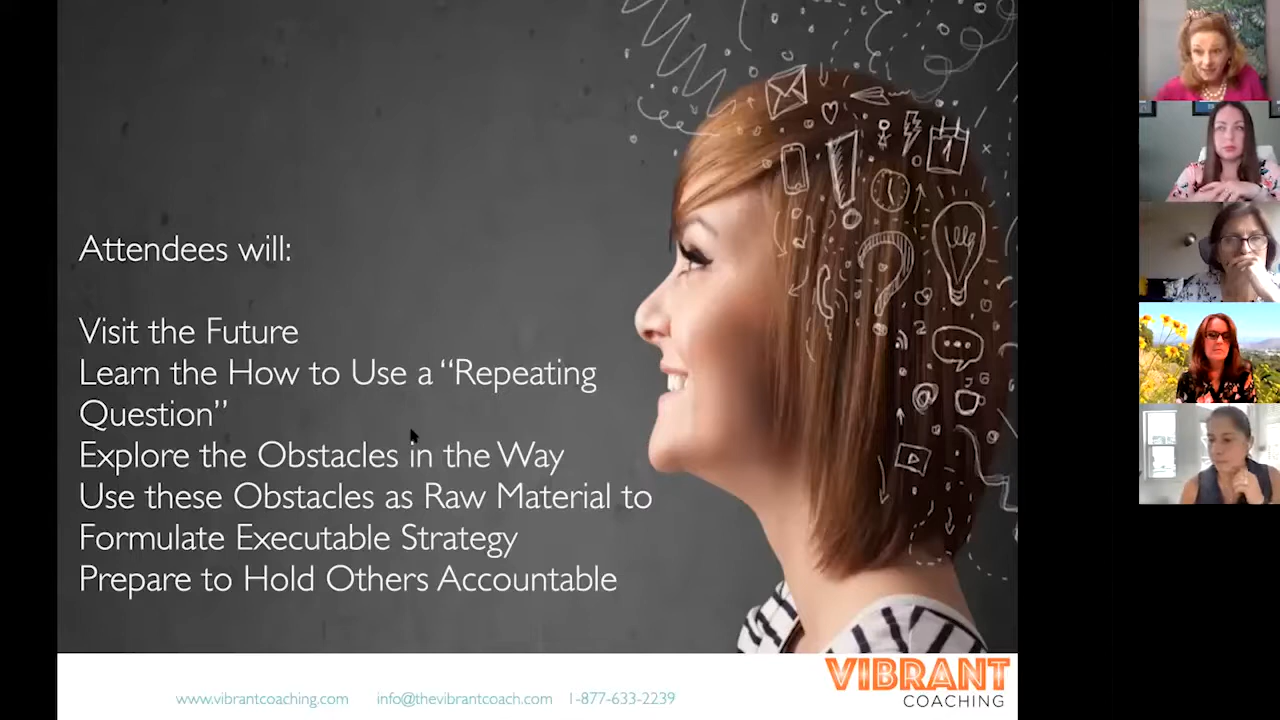 Attendees will:
Visit the Future
Learn the How to Use a “Repeating
Question”
Explore the Obstacles in the Way
Use these Obstacles as Raw Material to
Formulate Executable Strategy
Prepare to Hold Others Accountable
www.vibrantcoaching.com info@thevibrantcoach.com 1-877-633-2239
VIBRANT
COACHING